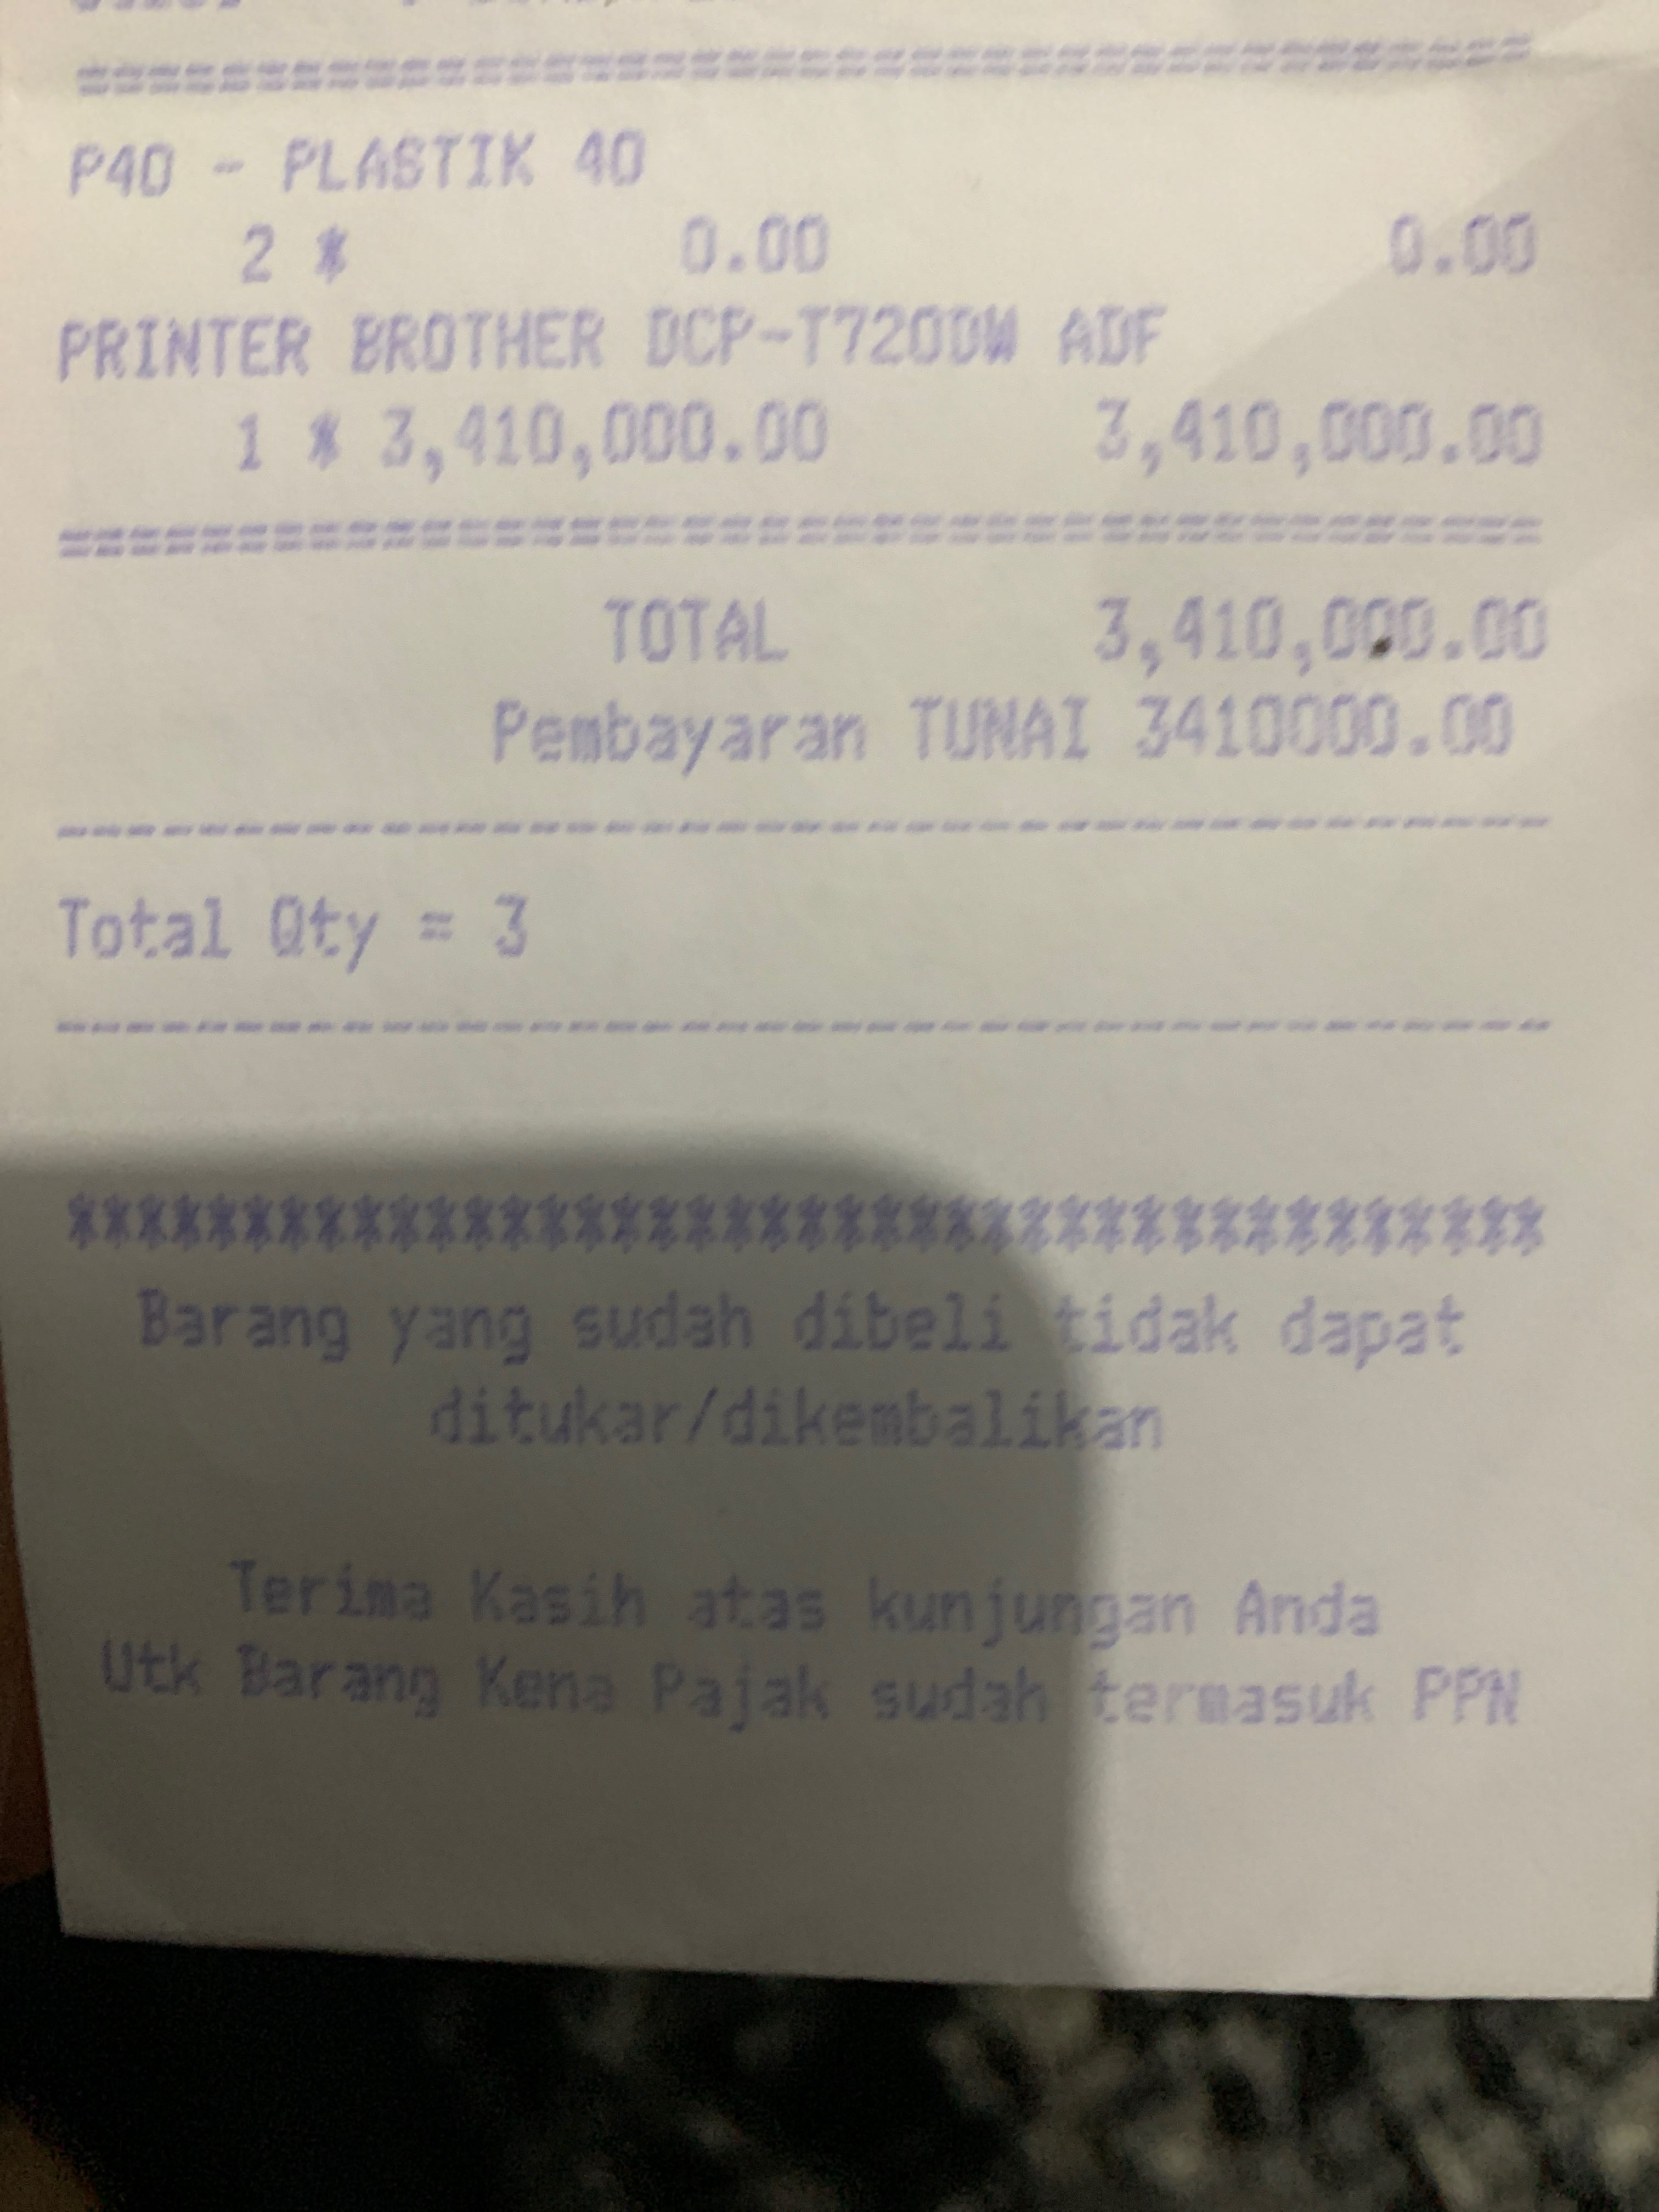 ====================================
P40 - PLASTIK 40
2 * 0.00 0.00
PRINTER BROTHER DCP-T720DW ADF
1 * 3,410,000.00 3,410,000.00
====================================
TOTAL 3,410,000.00
Pembayaran TUNAI 3410000.00
----------------------------------------
Total Qty = 3
----------------------------------------
****************************************
Barang yang sudah dibeli tidak dapat
ditukar/dikembalikan
Terima Kasih atas kunjungan Anda
Utk Barang Kena Pajak sudah termasuk PPN